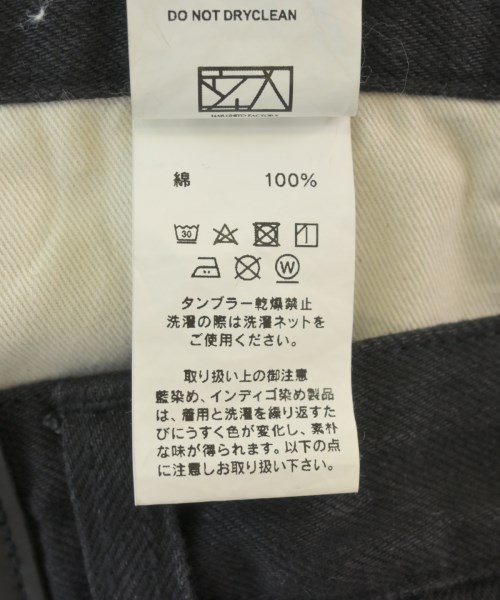 DO NOT DRYCLEAN
綿 100%
30
W
タンブラー乾燥禁止
洗濯の際は洗濯ネットを
ご使用ください。
取り扱い上の御注意
藍染め、インディゴ染め製品
は、着用と洗濯を繰り返すた
びにうすく色が変化し、素朴
な味が得られます。以下の点
に注意しお取り扱い下さい。